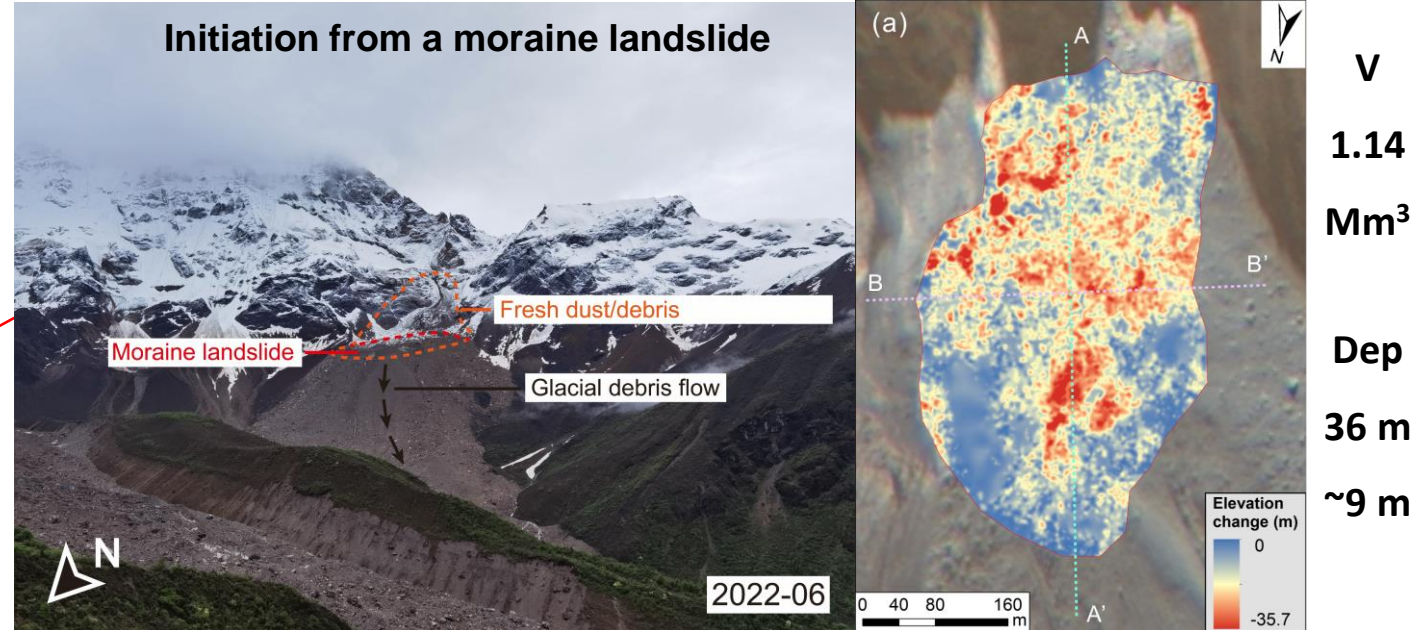 Initiation from a moraine landslide
Fresh dust/debris
Moraine landslide
Glacial debris flow
N
2022-06
(a)
A
N
B
B'
A'
0 40 80 160
m
Elevation
change (m)
0
-35.7
V
1.14
Mm³
Dep
36 m
~9 m